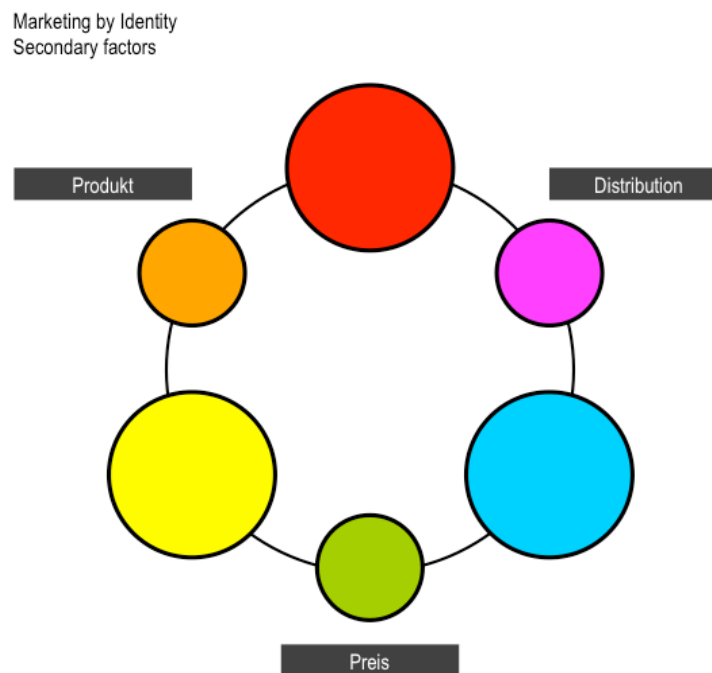 Marketing by Identity
Secondary factors
Produkt
Distribution
Preis